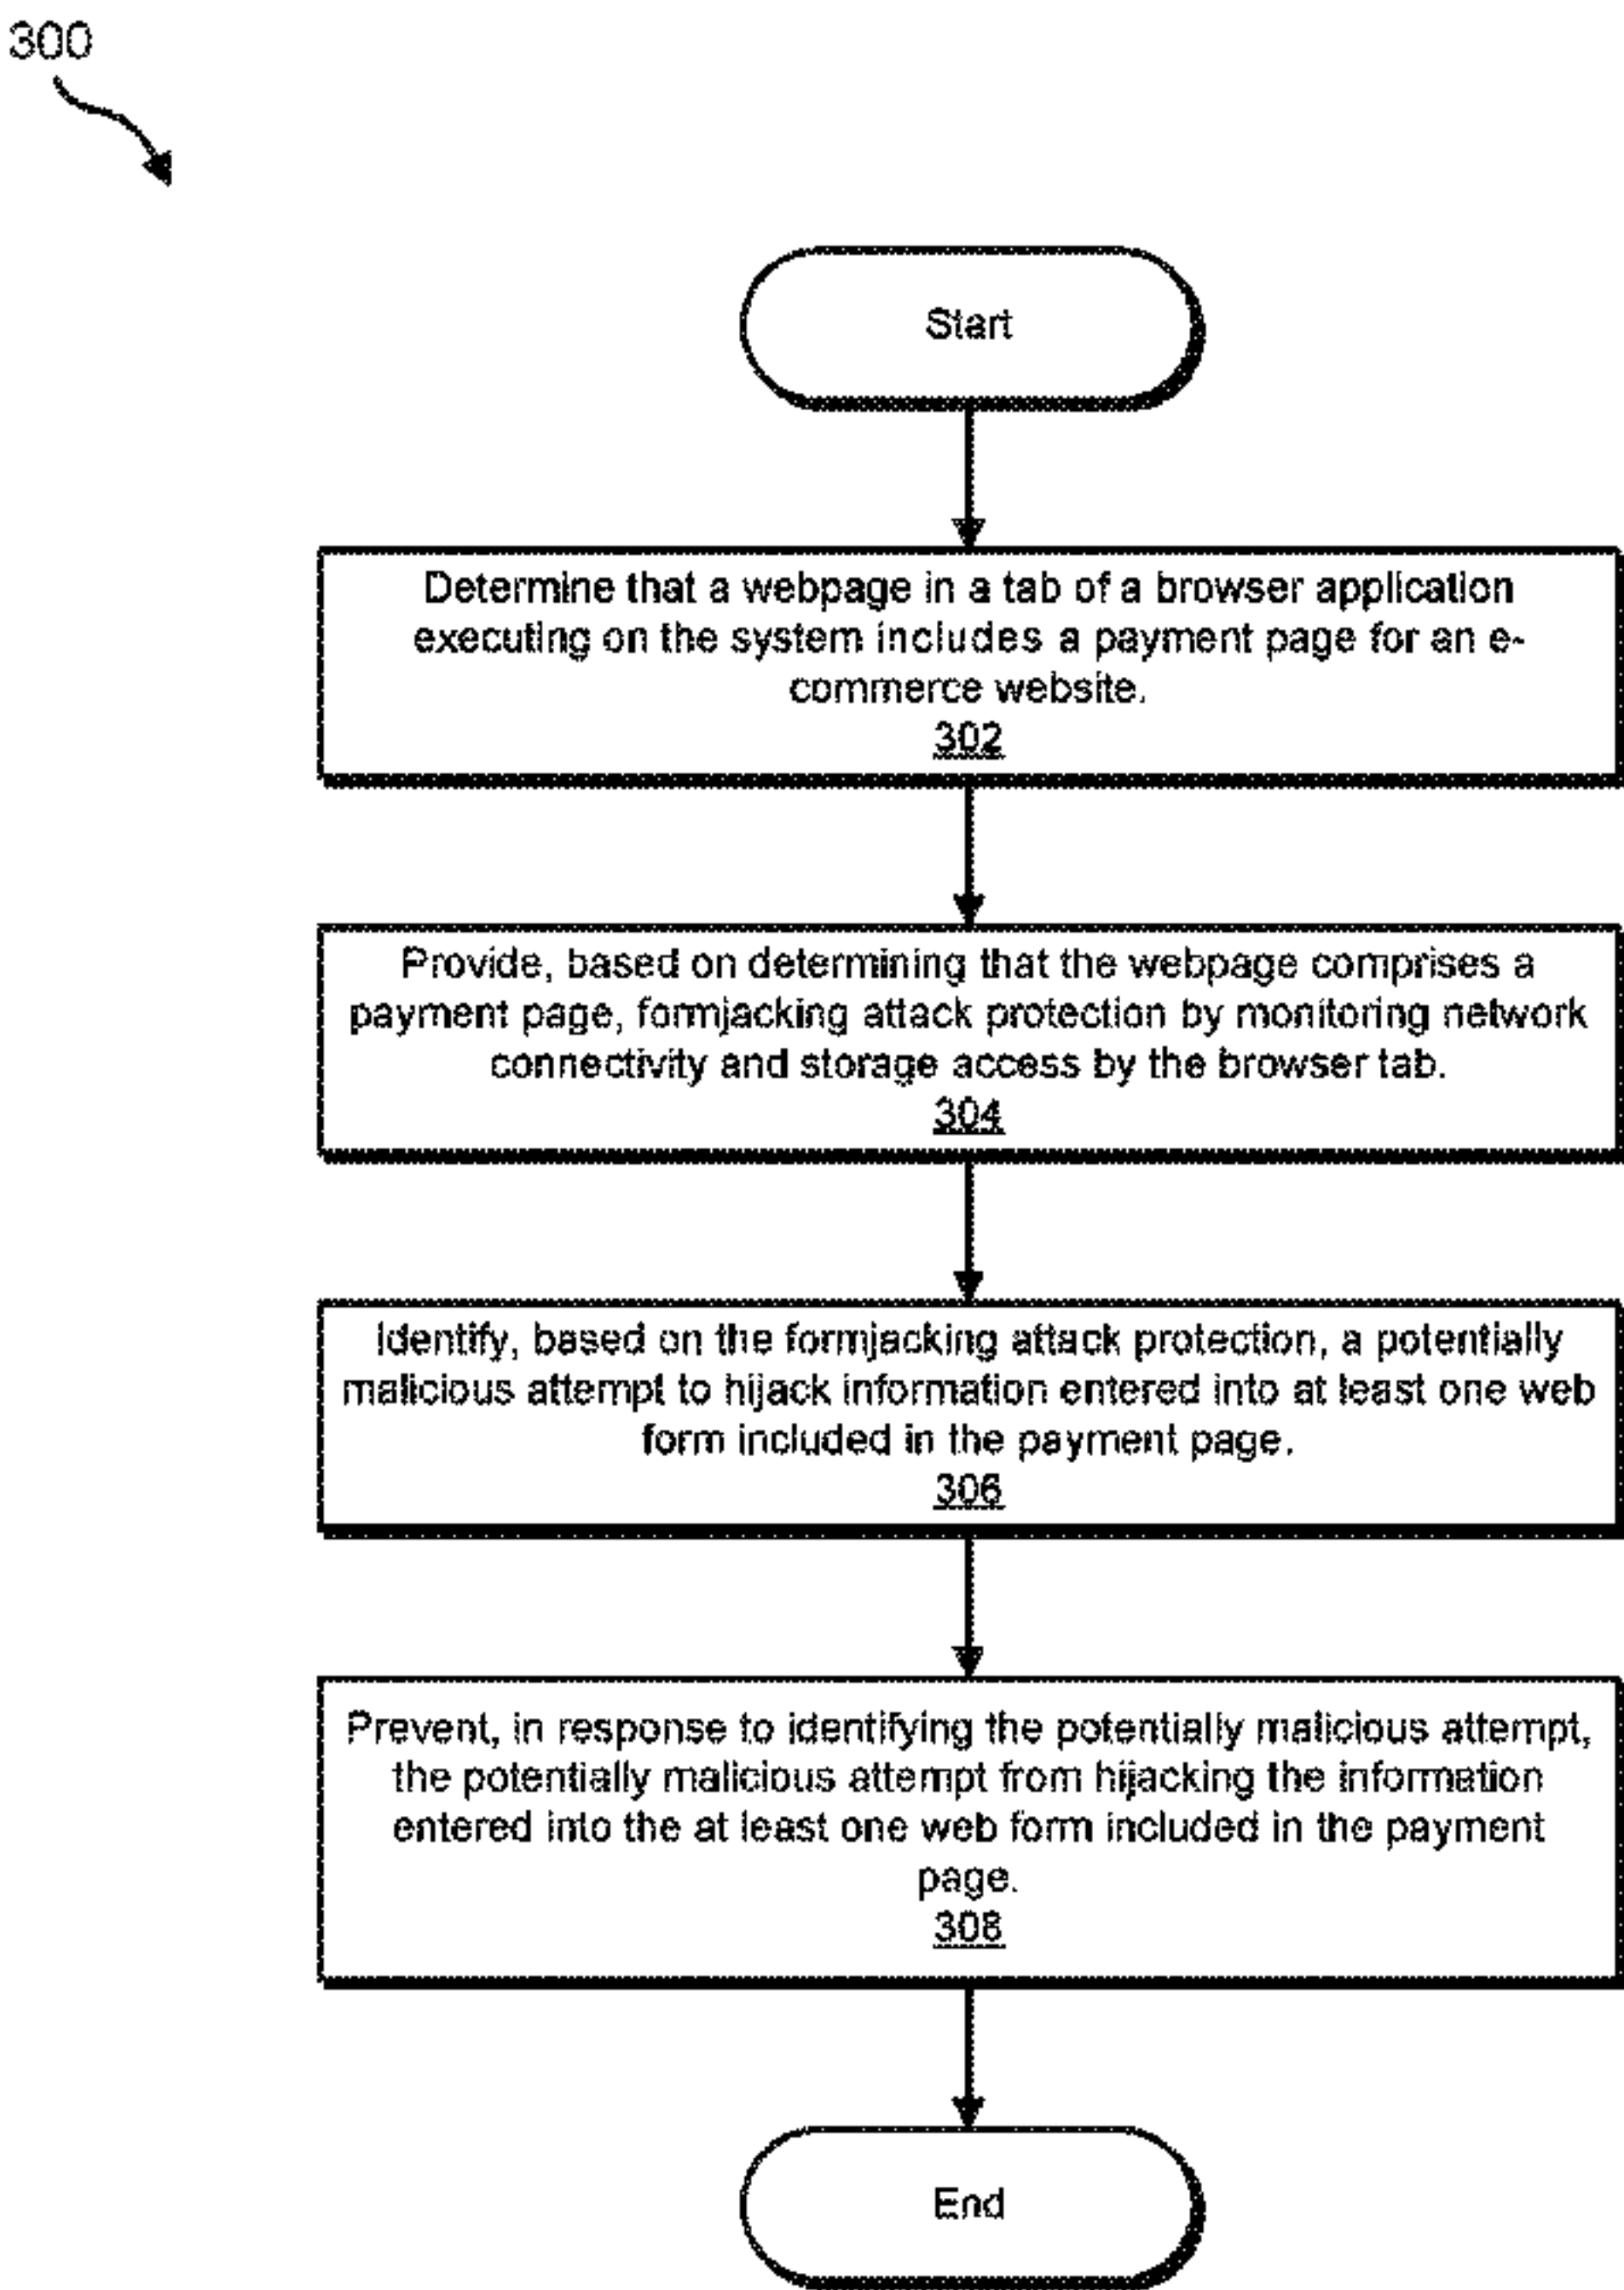 300
Start
Determine that a webpage in a tab of a browser application
executing on the system includes a payment page for an e-
commerce website.
302
Provide, based on determining that the webpage comprises a
payment page, formjacking attack protection by monitoring network
connectivity and storage access by the browser tab.
304
Identify, based on the formjacking attack protection, a potentially
malicious attempt to hijack information entered into at least one web
form included in the payment page.
306
Prevent, in response to identifying the potentially malicious attempt,
the potentially malicious attempt from hijacking the information
entered into the at least one web form included in the payment
page.
308
End